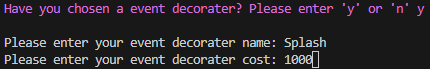 Have you chosen a event decorater? Please enter 'y' or 'n' y
Please enter your event decorater name: Splash
Please enter your event decorater cost: 1000